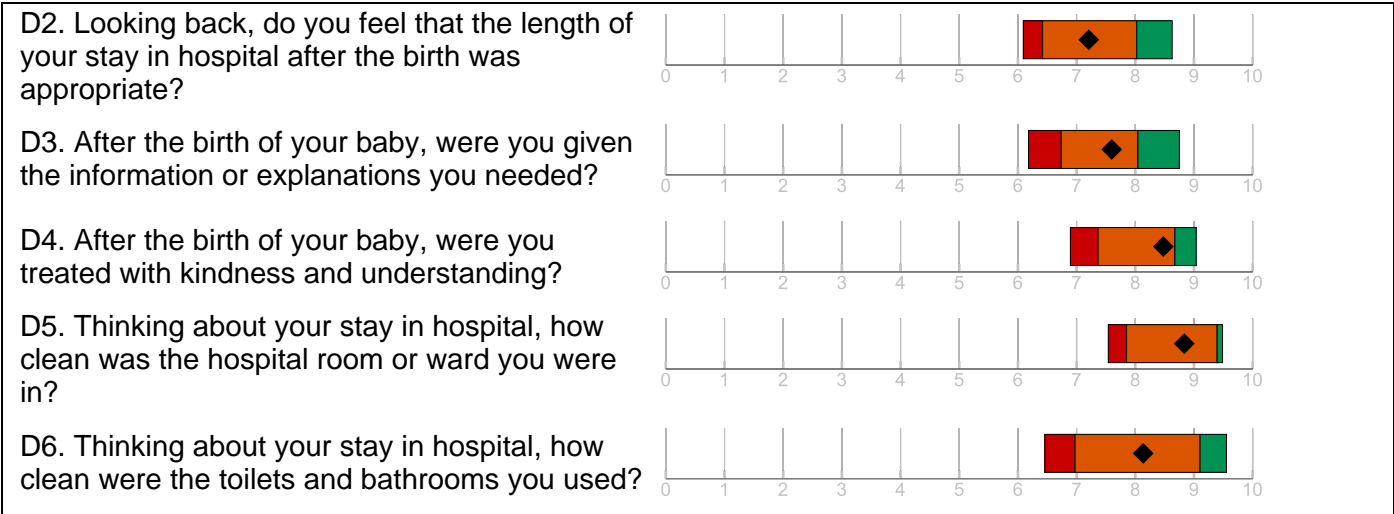 D2. Looking back, do you feel that the length of
your stay in hospital after the birth was
appropriate?
0 1 2 3 4 5 6 7 8 9 10
D3. After the birth of your baby, were you given
the information or explanations you needed?
0 1 2 3 4 5 6 7 8 9 10
D4. After the birth of your baby, were you
treated with kindness and understanding?
0 1 2 3 4 5 6 7 8 9 10
D5. Thinking about your stay in hospital, how
clean was the hospital room or ward you were
in?
0 1 2 3 4 5 6 7 8 9 10
D6. Thinking about your stay in hospital, how
clean were the toilets and bathrooms you used?
0 1 2 3 4 5 6 7 8 9 10